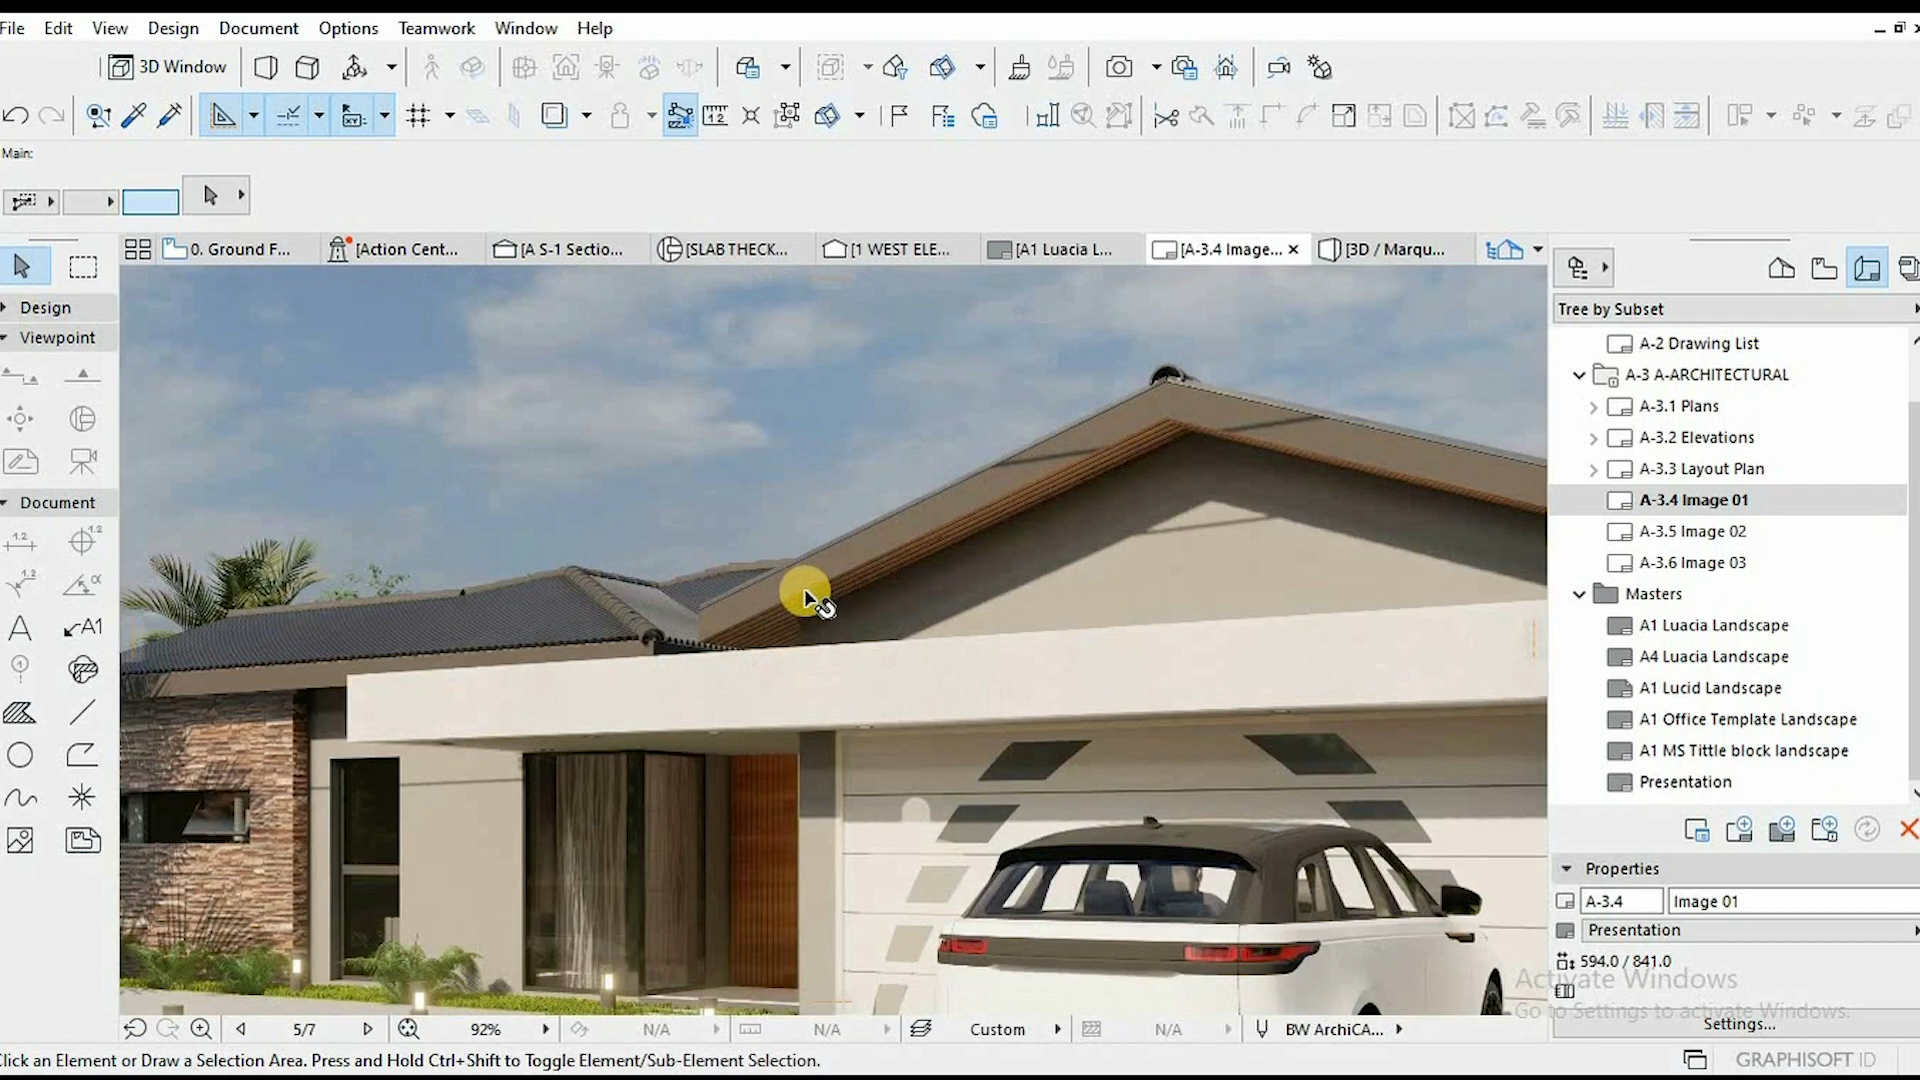 File Edit View Design Document Options Teamwork Window Help
3D Window
Main:
0. Ground F...
[Action Cent...
[A S-1 Sectio...
[SLAB THECK...
[1 WEST ELE...
[A1 Luacia L...
[A-3.4 Image...
[3D / Marqu...
Design
Viewpoint
Document
A1
Tree by Subset
A-2 Drawing List
A-3 A-ARCHITECTURAL
A-3.1 Plans
A-3.2 Elevations
A-3.3 Layout Plan
A-3.4 Image 01
A-3.5 Image 02
A-3.6 Image 03
Masters
A1 Luacia Landscape
A4 Luacia Landscape
A1 Lucid Landscape
A1 Office Template Landscape
A1 MS Tittle block landscape
Presentation
Properties
A-3.4 Image 01
Presentation
594.0 / 841.0
Activate Windows
Go to Settings to activate Windows.
Settings...
5/7 92% N/A N/A Custom N/A BW ArchiCA...
Click an Element or Draw a Selection Area. Press and Hold Ctrl+Shift to Toggle Element/Sub-Element Selection.
GRAPHISOFT ID